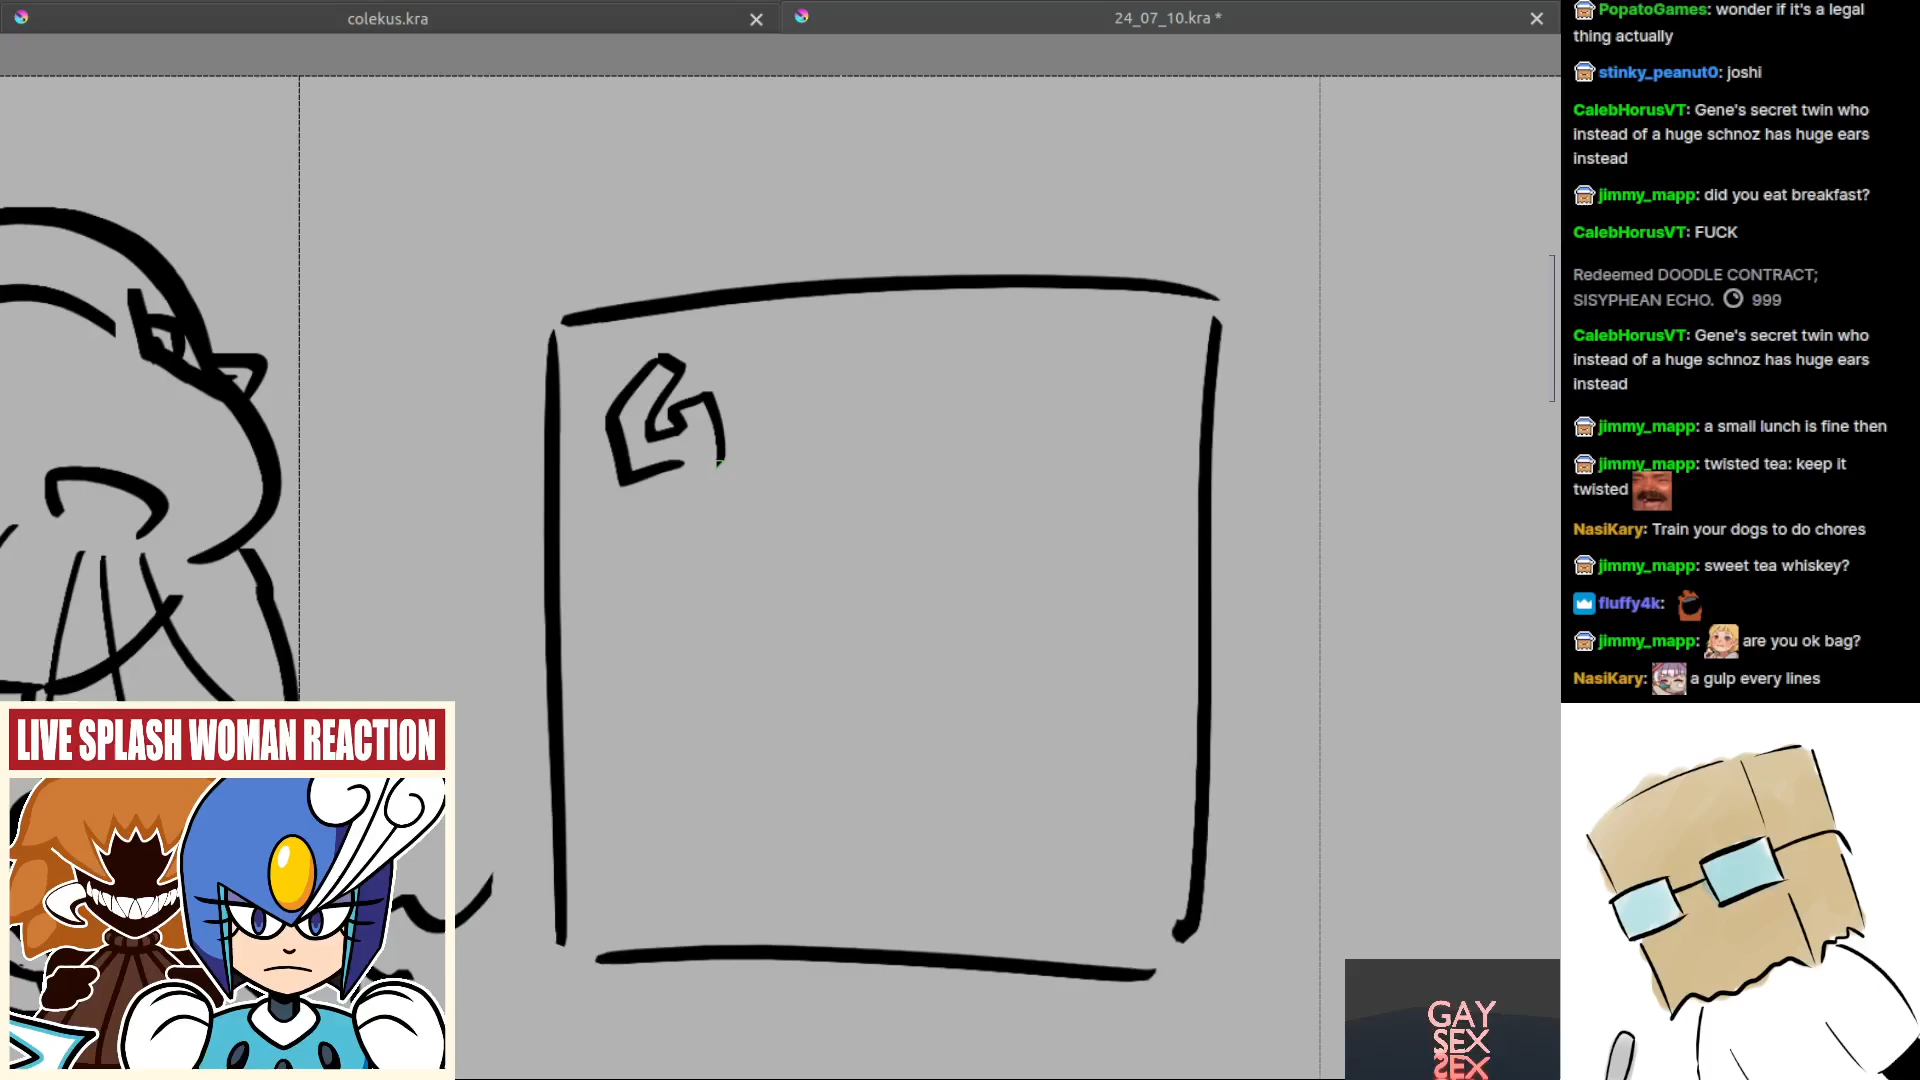 colekus.kra
24_07_10.kra *
PopatoGames: wonder if it's a legal
thing actually
stinky_peanut0: joshi
CalebHorusVT: Gene's secret twin who
instead of a huge schnoz has huge ears
instead
jimmy_mapp: did you eat breakfast?
CalebHorusVT: FUCK
Redeemed DOODLE CONTRACT;
SISYPHEAN ECHO. 999
CalebHorusVT: Gene's secret twin who
instead of a huge schnoz has huge ears
instead
jimmy_mapp: a small lunch is fine then
jimmy_mapp: twisted tea: keep it
twisted
NasiKary: Train your dogs to do chores
jimmy_mapp: sweet tea whiskey?
fluffy4k:
jimmy_mapp: are you ok bag?
NasiKary: a gulp every lines
LIVE SPLASH WOMAN REACTION
GAY
SEX
SEX